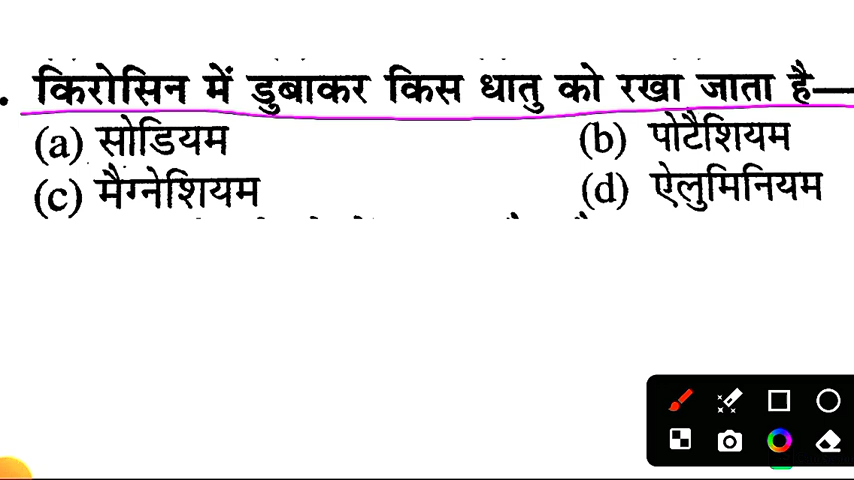 . किरोसिन में डुबाकर किस धातु को रखा जाता है—
(a) सोडियम (b) पोटैशियम
(c) मैग्नेशियम (d) ऐलुमिनियम